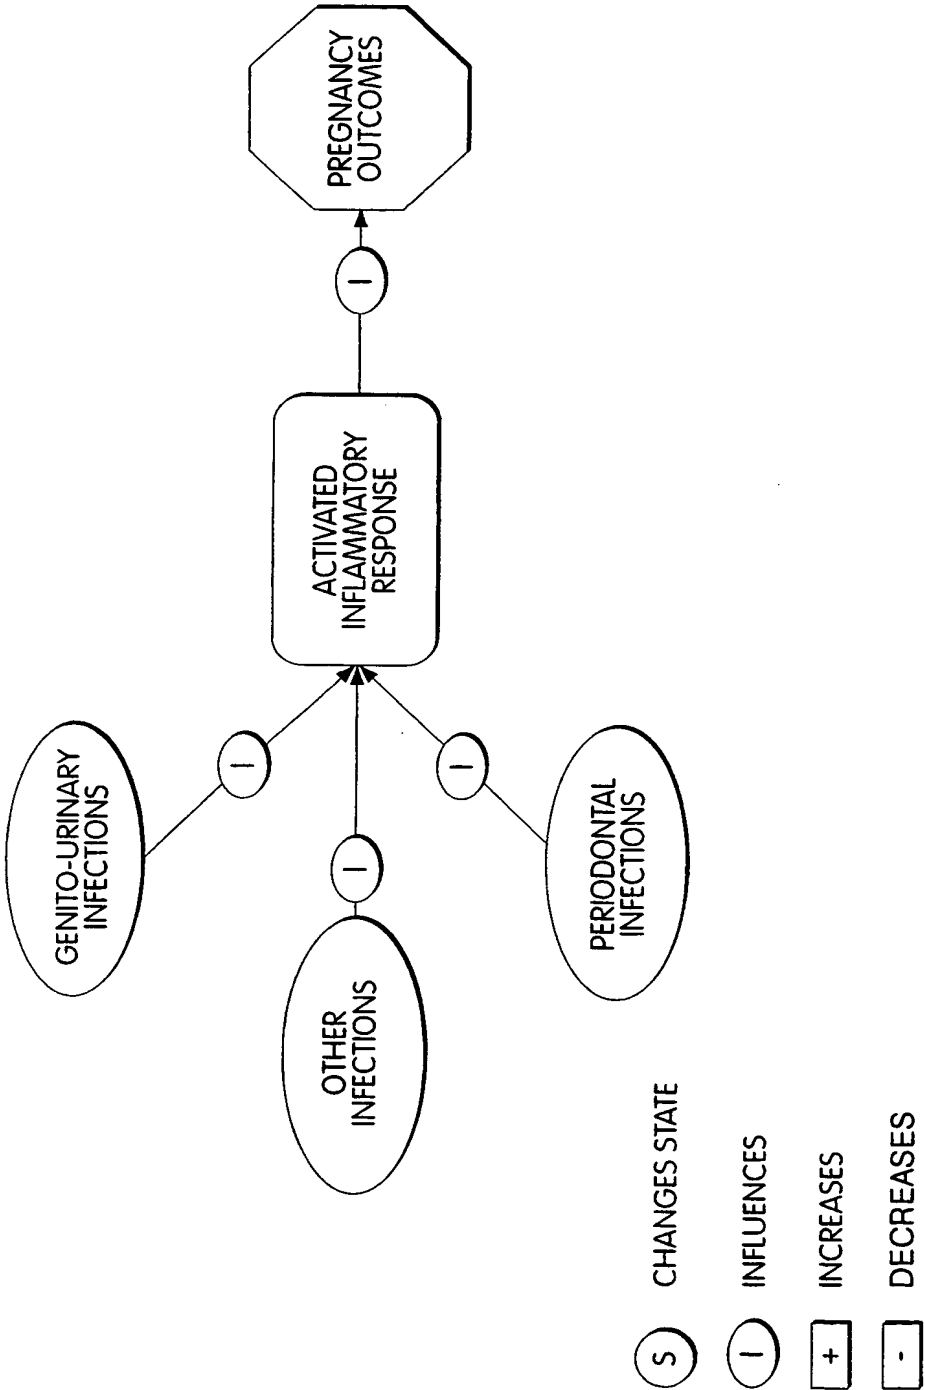 GENITO-URINARY
INFECTIONS
I
OTHER
INFECTIONS
I
PERIODONTAL
INFECTIONS
I
ACTIVATED
INFLAMMATORY
RESPONSE
I
PREGNANCY
OUTCOMES
S CHANGES STATE
I INFLUENCES
+ INCREASES
- DECREASES